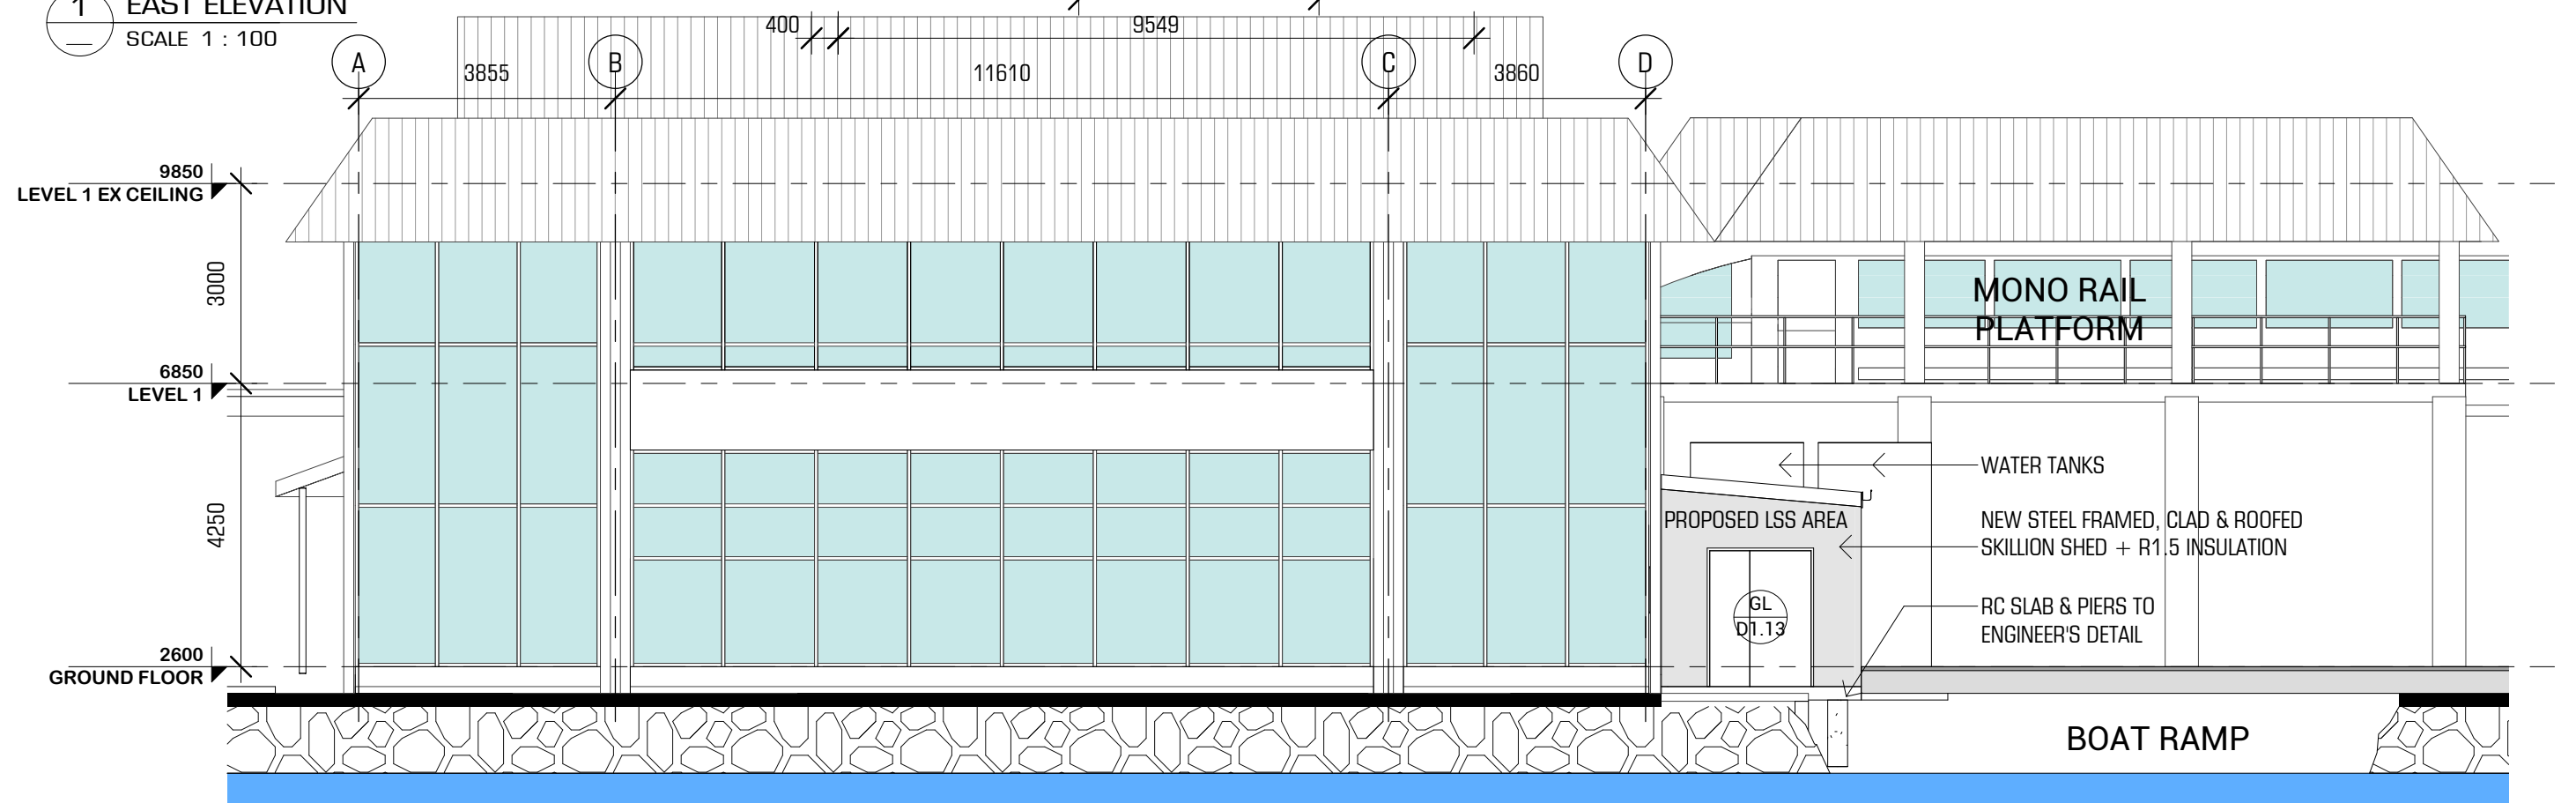 1 EAST ELEVATION
SCALE 1 : 100
400 9549
A 3855 B 11610 C 3860 D
9850
LEVEL 1 EX CEILING
3000
MONO RAIL
PLATFORM
6850
LEVEL 1
4250
WATER TANKS
PROPOSED LSS AREA
NEW STEEL FRAMED, CLAD & ROOFED
SKILLION SHED + R1.5 INSULATION
GL
D1.13
RC SLAB & PIERS TO
ENGINEER'S DETAIL
2600
GROUND FLOOR
BOAT RAMP